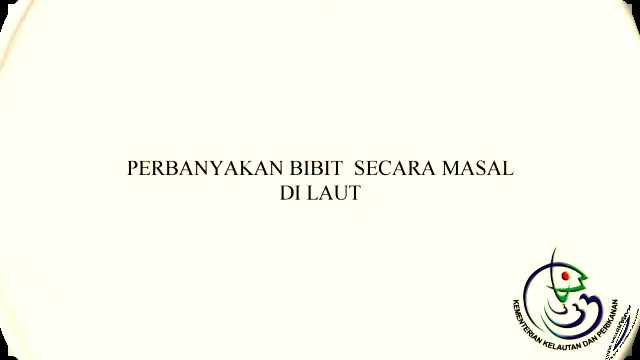 PERBANYAKAN BIBIT  SECARA MASAL
DI LAUT
KEMENTERIAN KELAUTAN DAN PERIKANAN